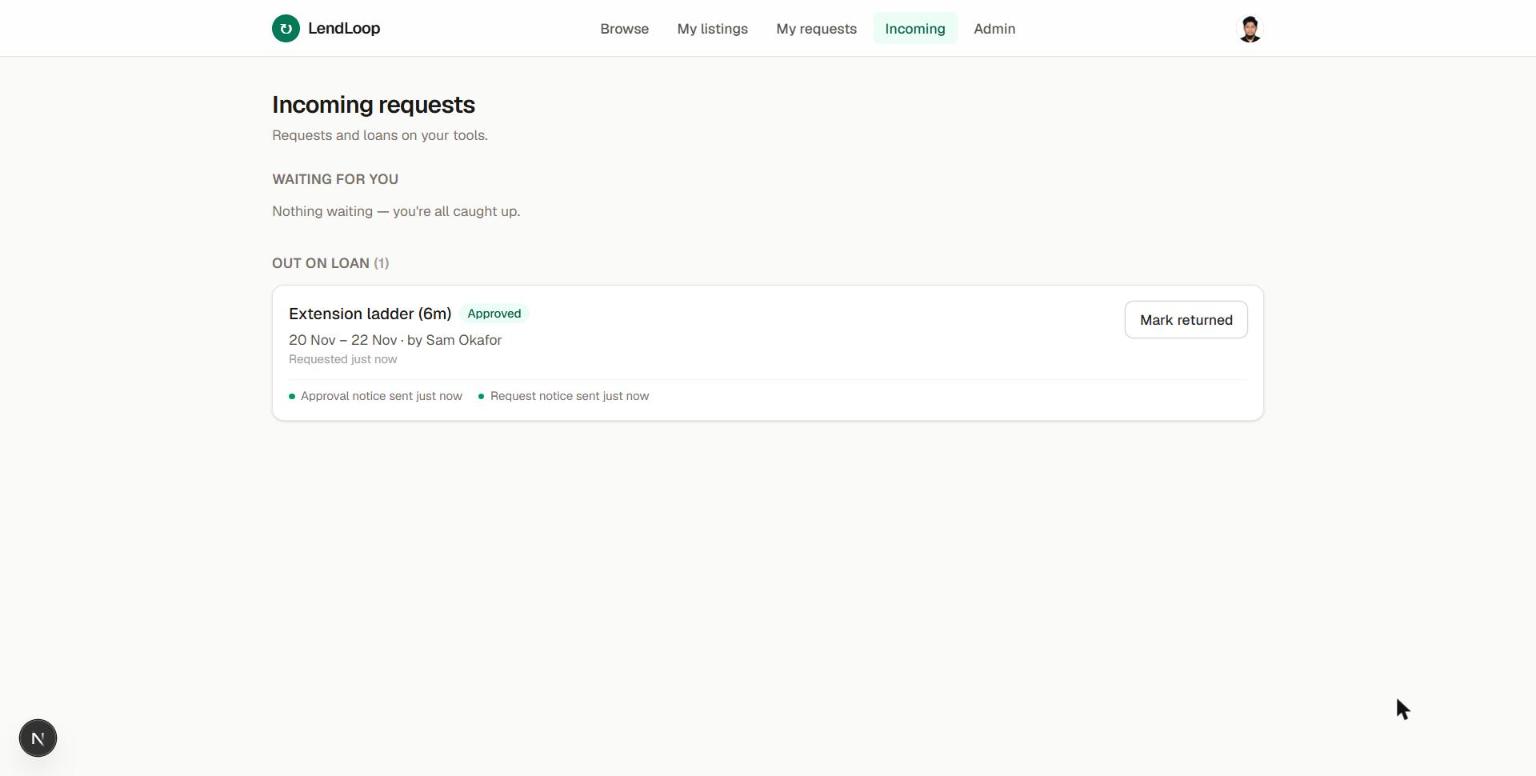 LendLoop
Browse My listings My requests Incoming Admin
Incoming requests
Requests and loans on your tools.
WAITING FOR YOU
Nothing waiting — you're all caught up.
OUT ON LOAN (1)
Extension ladder (6m) Approved
Mark returned
20 Nov – 22 Nov · by Sam Okafor
Requested just now
Approval notice sent just now Request notice sent just now
N